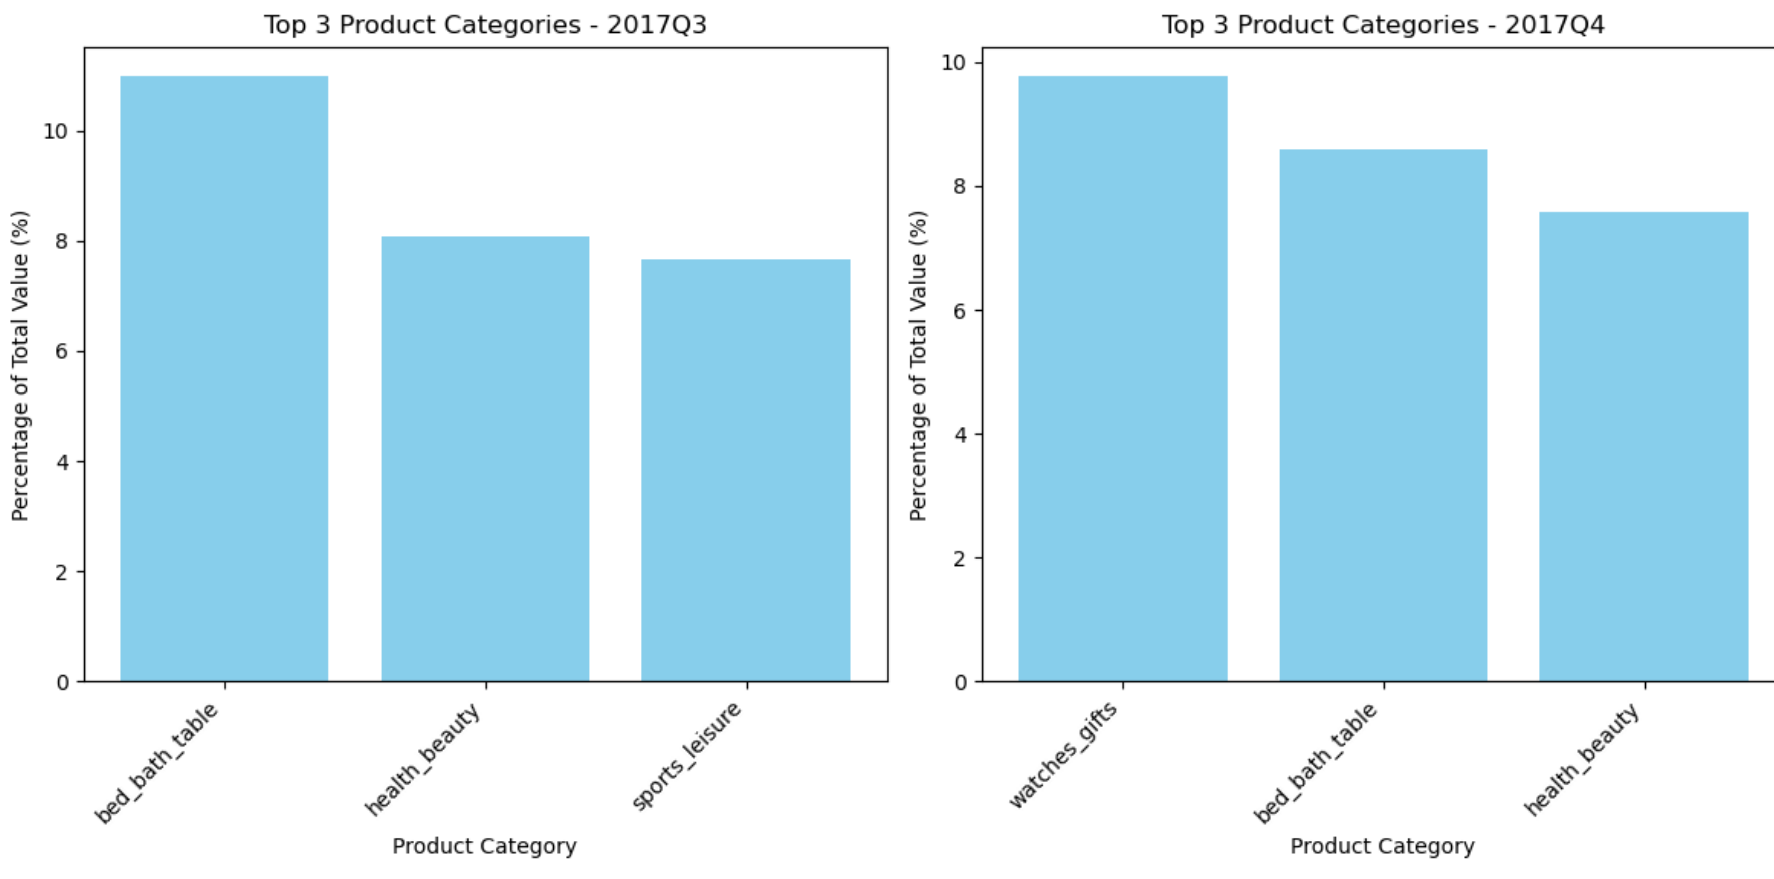 Top 3 Product Categories - 2017Q3
Percentage of Total Value (%)
10
8
6
4
2
0
bed_bath_table
health_beauty
sports_leisure
Product Category
Top 3 Product Categories - 2017Q4
Percentage of Total Value (%)
10
8
6
4
2
0
watches_gifts
bed_bath_table
health_beauty
Product Category